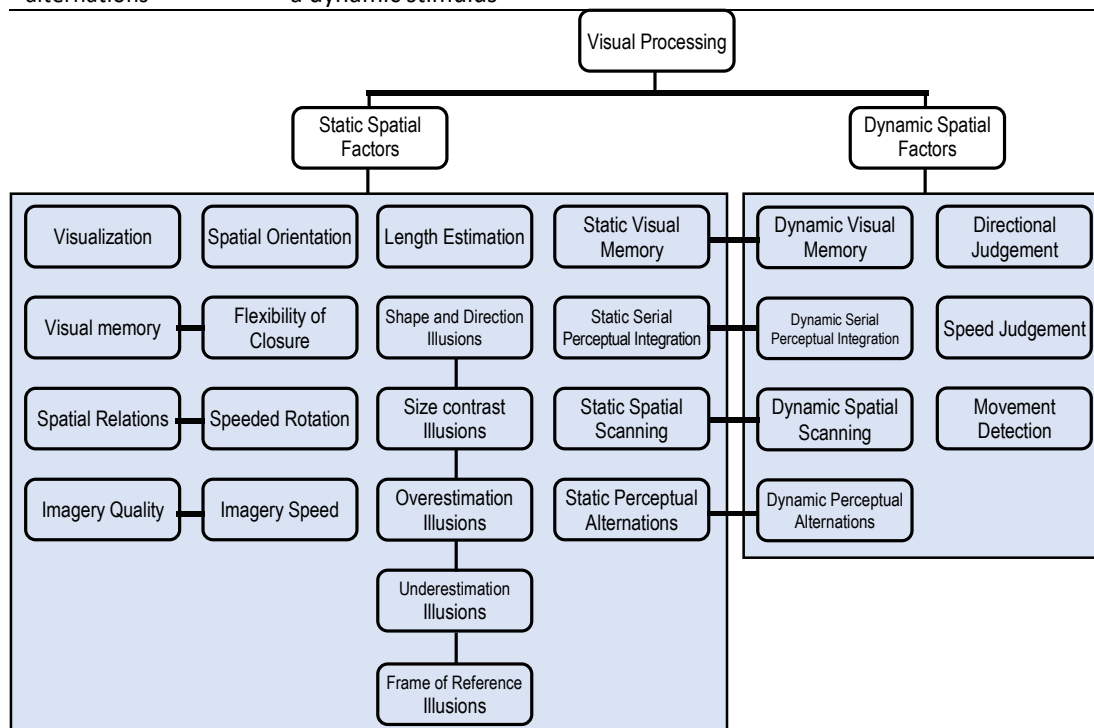 alternations a dynamic stimulus
Visual Processing
Static Spatial
Factors
Dynamic Spatial
Factors
Visualization
Spatial Orientation
Length Estimation
Static Visual
Memory
Dynamic Visual
Memory
Directional
Judgement
Visual memory
Flexibility of
Closure
Shape and Direction
Illusions
Static Serial
Perceptual Integration
Dynamic Serial
Perceptual Integration
Speed Judgement
Spatial Relations
Speeded Rotation
Size contrast
Illusions
Static Spatial
Scanning
Dynamic Spatial
Scanning
Movement
Detection
Imagery Quality
Imagery Speed
Overestimation
Illusions
Static Perceptual
Alternations
Dynamic Perceptual
Alternations
Underestimation
Illusions
Frame of Reference
Illusions